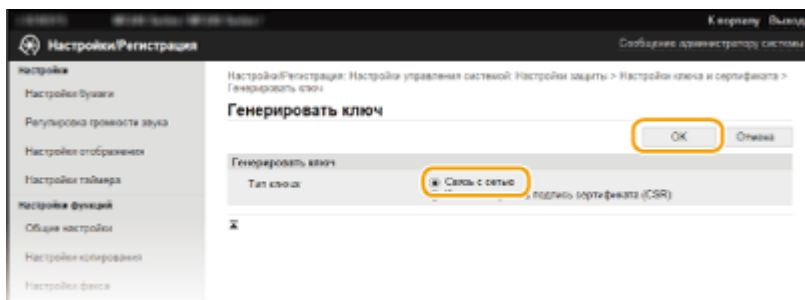 К порталу Выход
Настройки/Регистрация
Сообщение администратору системы
Настройки
Настройки бумаги
Регулировка громкости звука
Настройки отображения
Настройки таймера
Настройки функций
Общие настройки
Настройки копирования
Настройки факса
Настройки/Регистрация: Настройки управления системой: Настройки защиты > Настройки ключа и сертификата >
Генерировать ключ
Генерировать ключ
OK Отмена
Генерировать ключ
Тип ключа
Связь с сетью
подпись сертификата (CSR)